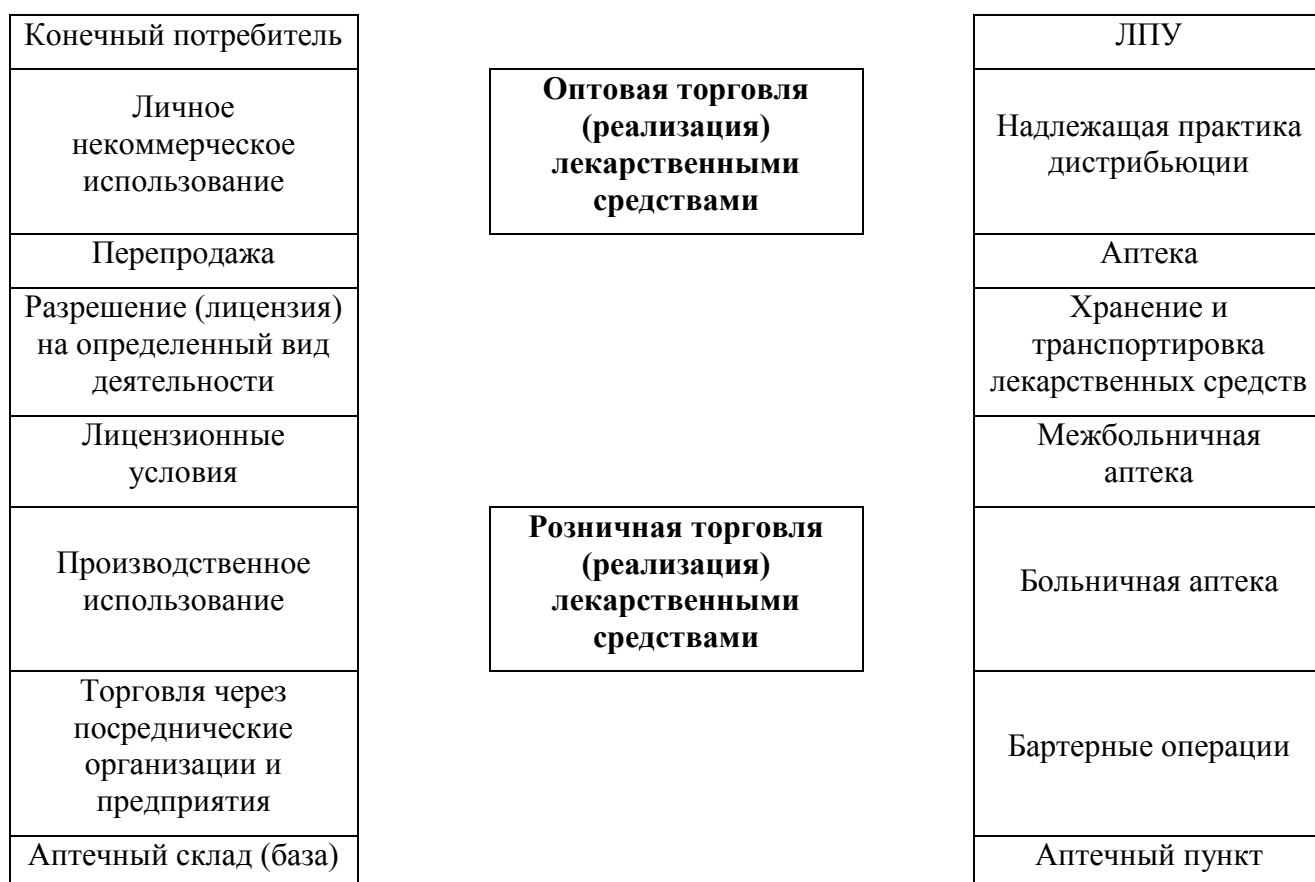 Конечный потребитель
Личное
некоммерческое
использование
Перепродажа
Разрешение (лицензия)
на определенный вид
деятельности
Лицензионные
условия
Производственное
использование
Торговля через
посреднические
организации и
предприятия
Аптечный склад (база)
Оптовая торговля
(реализация)
лекарственными
средствами
Розничная торговля
(реализация)
лекарственными
средствами
ЛПУ
Надлежащая практика
дистрибьюции
Аптека
Хранение и
транспортировка
лекарственных средств
Межбольничная
аптека
Больничная аптека
Бартерные операции
Аптечный пункт